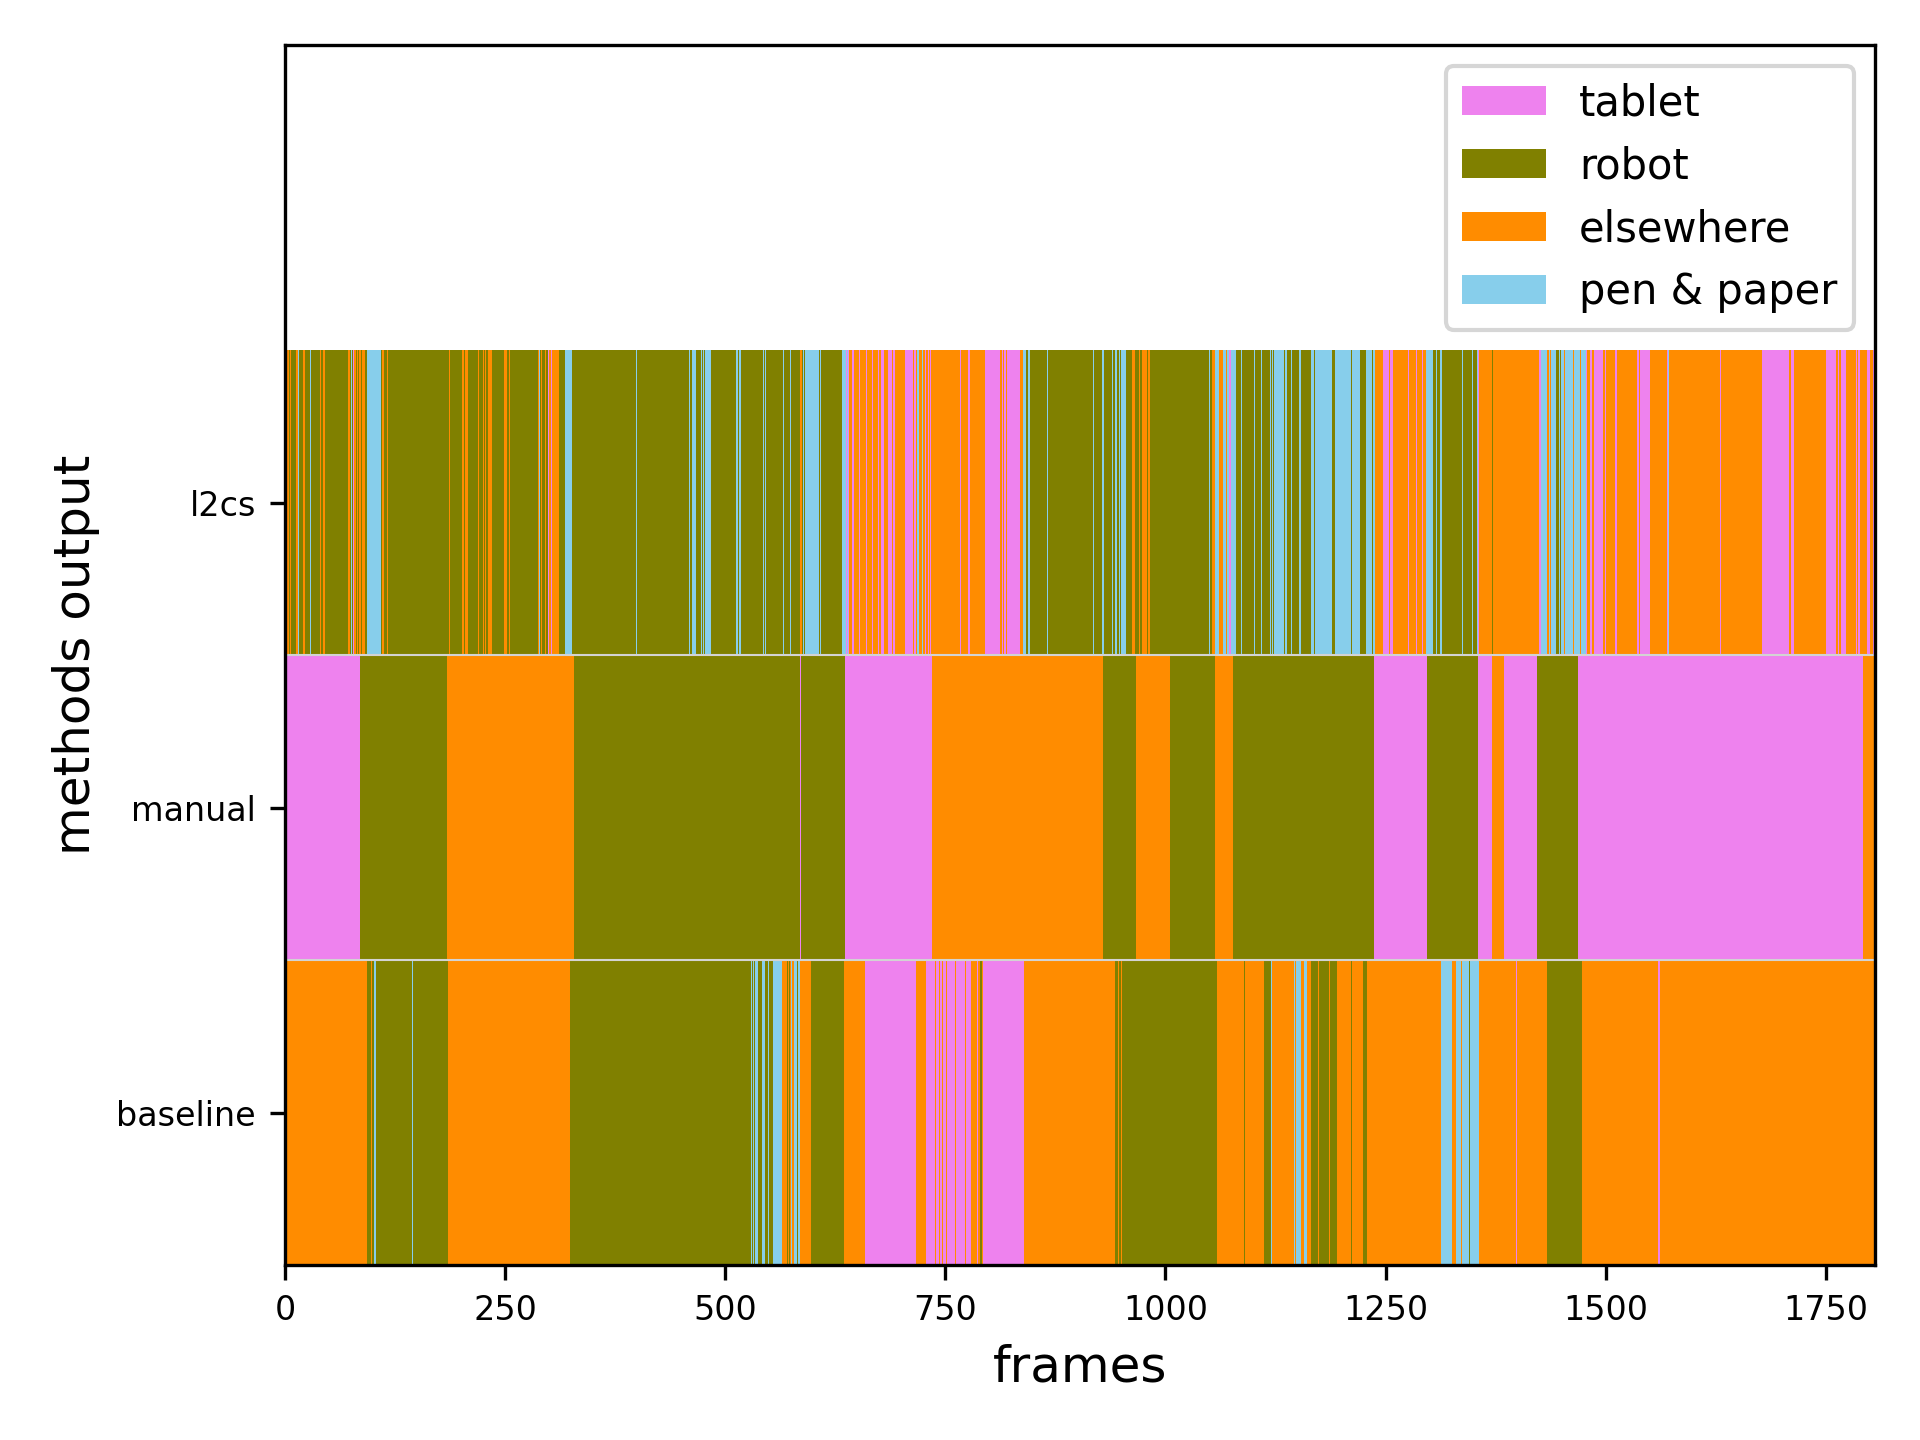 tablet
robot
elsewhere
pen & paper
methods output
l2cs
manual
baseline
0 250 500 750 1000 1250 1500 1750
frames